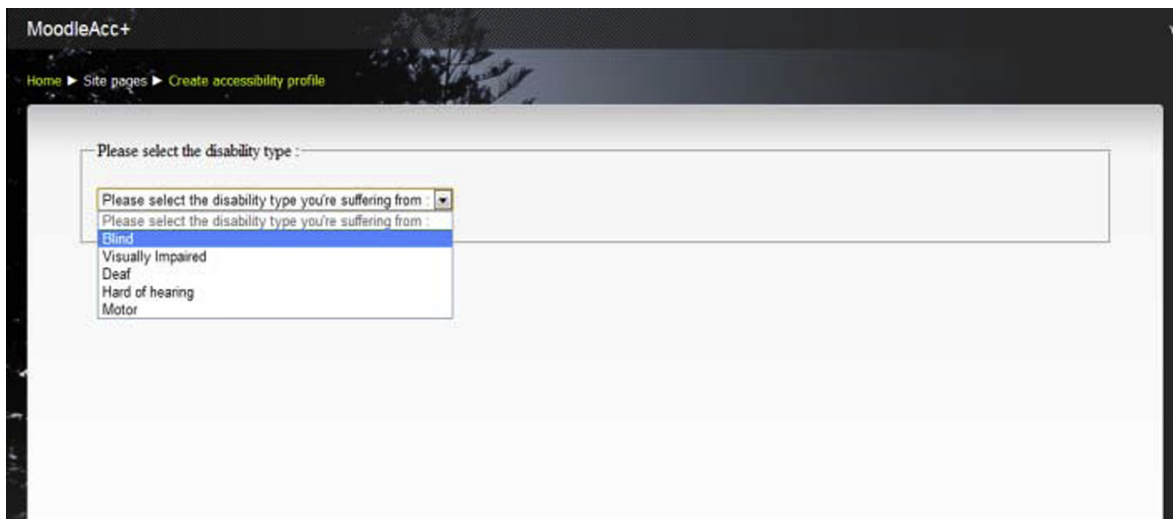 MoodleAcc+
Home ► Site pages ► Create accessibility profile
Please select the disability type :
Please select the disability type you're suffering from :
Please select the disability type you're suffering from :
Blind
Visually Impaired
Deaf
Hard of hearing
Motor